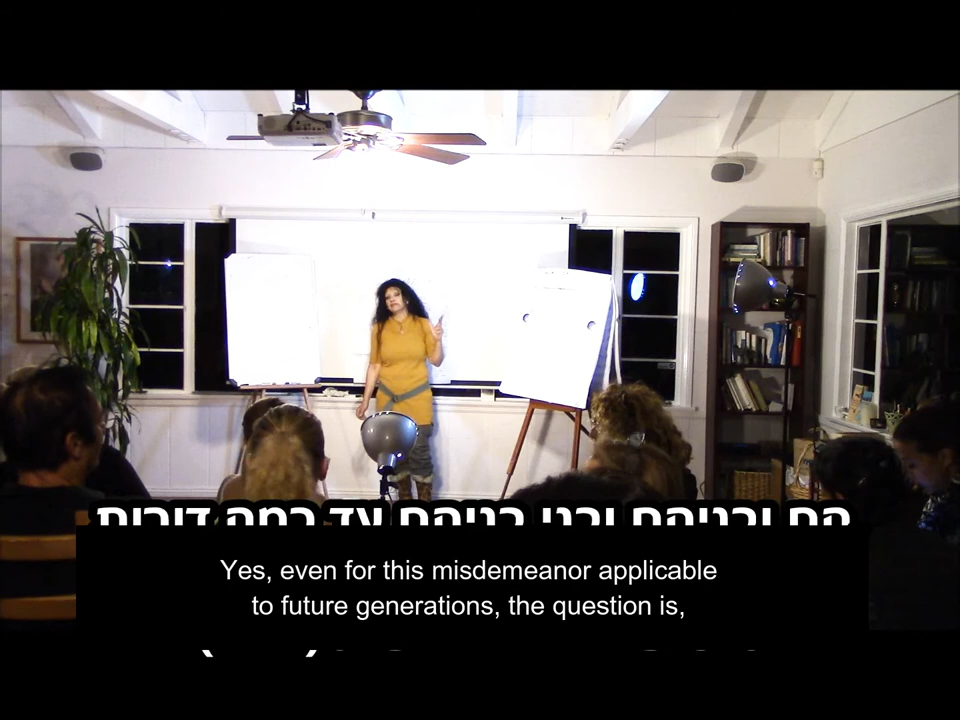 הם ובניהם ובני בניהם עד כמה דורות
Yes, even for this misdemeanor applicable
to future generations, the question is,